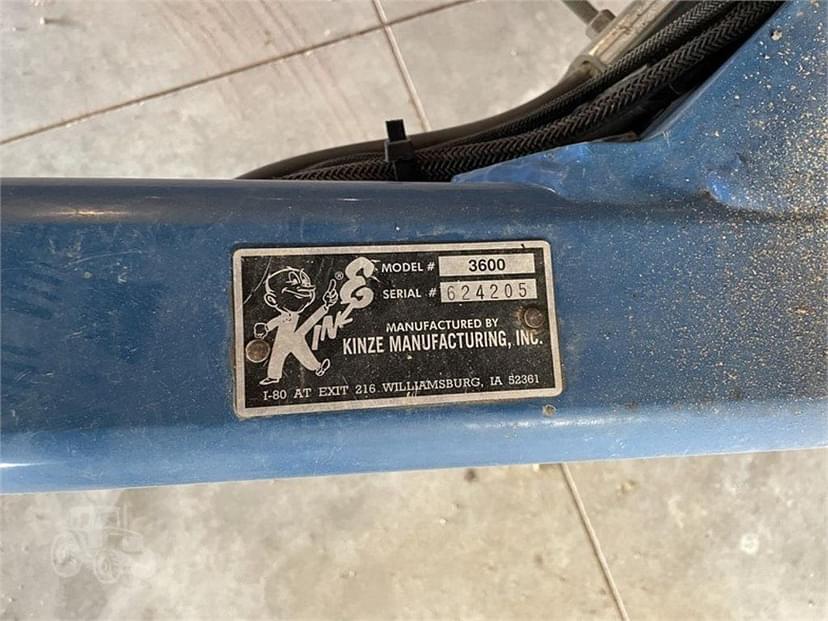 KINZE ®
MODEL # 3600
SERIAL # 624205
MANUFACTURED BY
KINZE MANUFACTURING, INC.
I-80 AT EXIT 216 WILLIAMSBURG, IA 52361